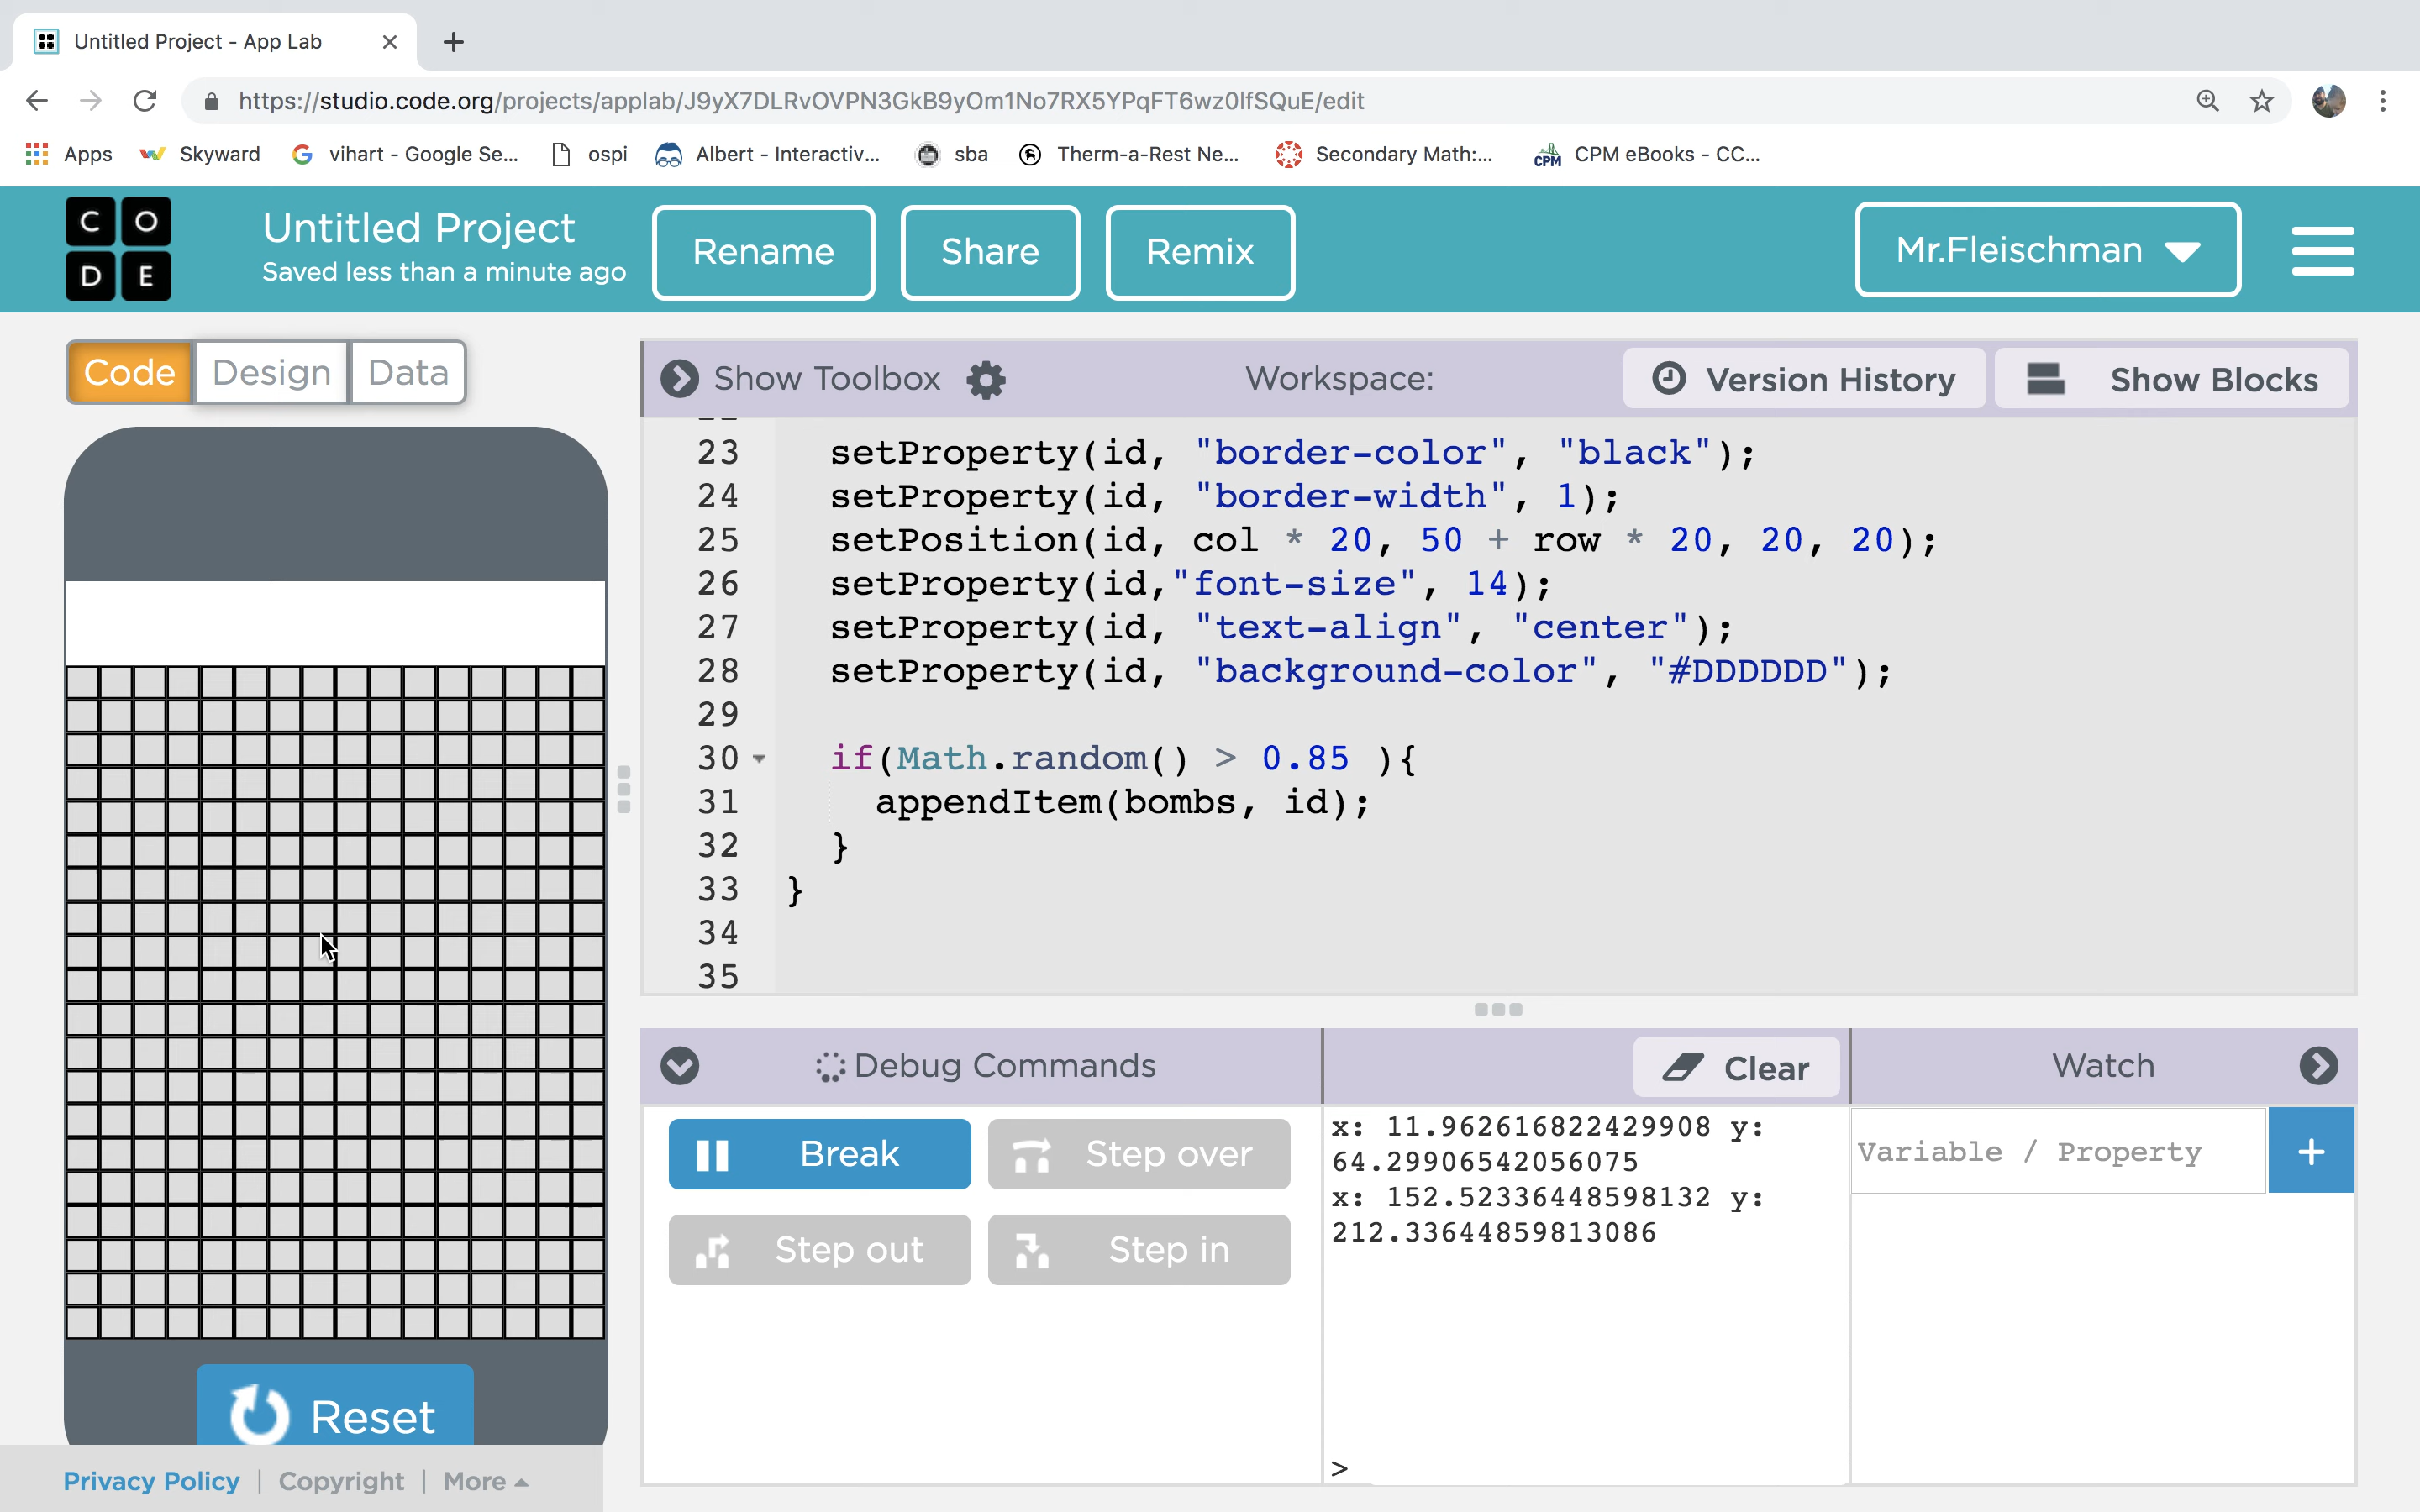 Untitled Project - App Lab
https://studio.code.org/projects/applab/J9yX7DLRvOVPN3GkB9yOm1No7RX5YPqFT6wz0lfSQuE/edit
Apps Skyward vihart - Google Se... ospi Albert - Interactiv... sba Therm-a-Rest Ne... Secondary Math:... CPM CPM eBooks - CC...
C O
D E
Untitled Project
Saved less than a minute ago
Rename Share Remix
Mr.Fleischman
Code Design Data
Show Toolbox Workspace: Version History Show Blocks
23 setProperty(id, "border-color", "black");
24 setProperty(id, "border-width", 1);
25 setPosition(id, col * 20, 50 + row * 20, 20, 20);
26 setProperty(id,"font-size", 14);
27 setProperty(id, "text-align", "center");
28 setProperty(id, "background-color", "#DDDDDD");
29
30 if(Math.random() > 0.85 ){
31 appendItem(bombs, id);
32 }
33 }
34
35
Debug Commands Clear Watch
Break Step over
Step out Step in
x: 11.962616822429908 y:
64.29906542056075
x: 152.52336448598132 y:
212.33644859813086
>
Variable / Property +
Reset
Privacy Policy | Copyright | More